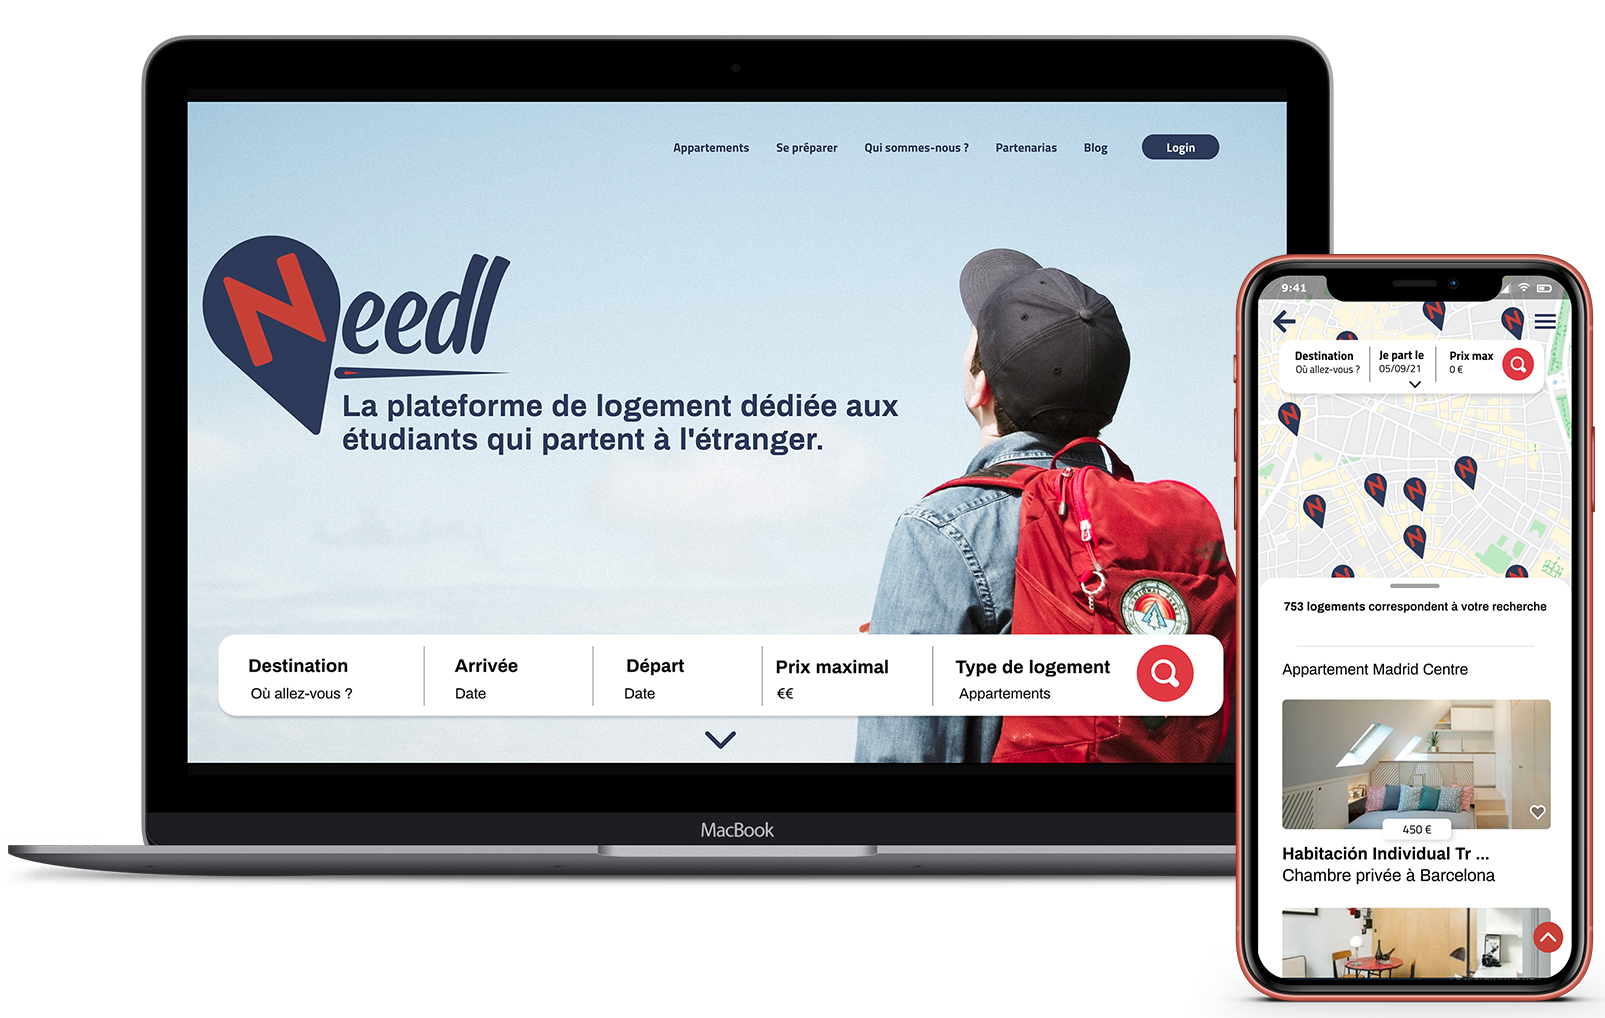 Appartements Se préparer Qui sommes-nous ? Partenarias Blog Login
Needl
La plateforme de logement dédiée aux
étudiants qui partent à l'étranger.
Destination Arrivée Départ Prix maximal Type de logement
Où allez-vous ? Date Date €€ Appartements
MacBook
9:41
Destination Je part le Prix max
Où allez-vous ? 05/09/21 0 €
753 logements correspondent à votre recherche
Appartement Madrid Centre
450 €
Habitación Individual Tr ...
Chambre privée à Barcelona